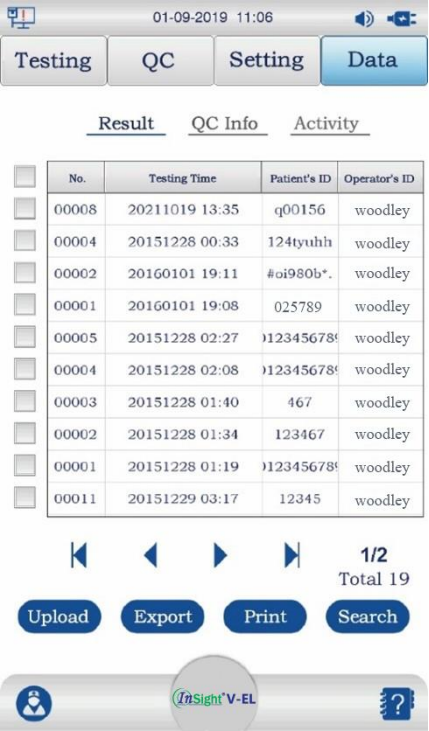 01-09-2019 11:06
Testing QC Setting Data
Result QC Info Activity
No. Testing Time Patient's ID Operator's ID
00008 20211019 13:35 q00156 woodley
00004 20151228 00:33 124tyuhh woodley
00002 20160101 19:11 #oi980b*. woodley
00001 20160101 19:08 025789 woodley
00005 20151228 02:27 0123456789 woodley
00004 20151228 02:08 0123456789 woodley
00003 20151228 01:40 467 woodley
00002 20151228 01:34 123467 woodley
00001 20151228 01:19 0123456789 woodley
00011 20151229 03:17 12345 woodley
1/2
Total 19
Upload Export Print Search
InSight V-EL
?